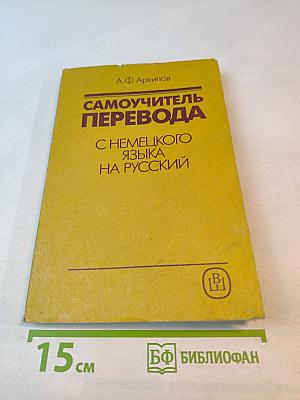 А.Ф. Архипов
САМОУЧИТЕЛЬ
ПЕРЕВОДА
С НЕМЕЦКОГО
ЯЗЫКА
НА РУССКИЙ
ВШ
15 см
БФ БИБЛИОФАН